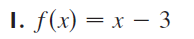 1. f(x) = x − 3